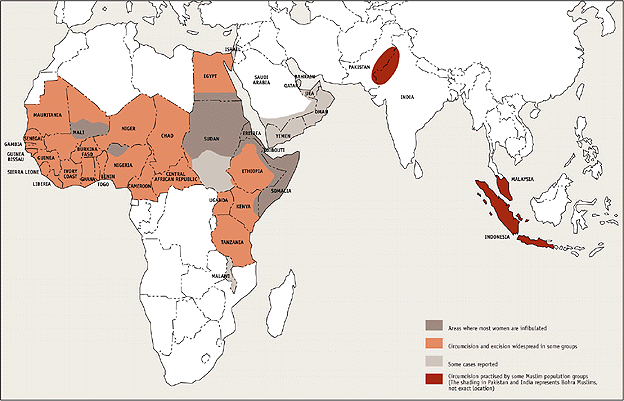 ISRAEL
EGYPT
SAUDI
ARABIA
BAHRAIN
QATAR
UEA
OMAN
YEMEN
PAKISTAN
INDIA
MAURITANIA
MALI
NIGER
CHAD
SUDAN
ERITREA
DJIBOUTI
SENEGAL
GAMBIA
GUINEA
BISSAU
GUINEA
SIERRA LEONE
LIBERIA
BURKINA
FASO
IVORY
COAST
GHANA
TOGO
BENIN
NIGERIA
CAMEROON
CENTRAL
AFRICAN REPUBLIC
ETHIOPIA
SOMALIA
UGANDA
KENYA
TANZANIA
MALAWI
MALAYSIA
INDONESIA
Areas where most women are infibulated
Circumcision and excision widespread in some groups
Some cases reported
Circumcision practised by some Muslim population groups
(The shading in Pakistan and India represents Bohra Muslims,
not exact location)